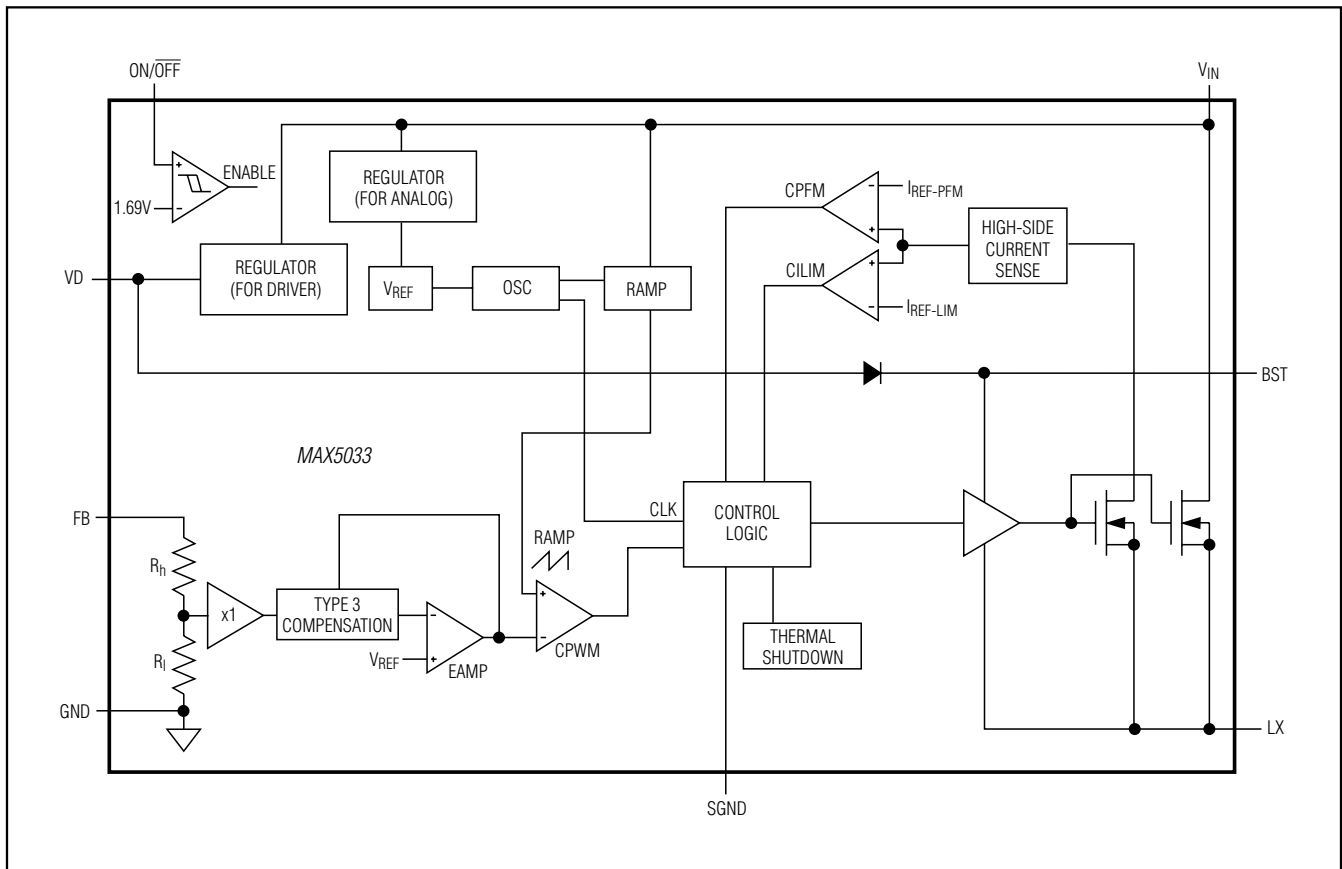 ON/OFF
VIN
ENABLE
1.69V
REGULATOR
(FOR ANALOG)
CPFM
IREF-PFM
HIGH-SIDE
CURRENT
SENSE
VD
REGULATOR
(FOR DRIVER)
VREF
OSC
RAMP
CILIM
IREF-LIM
BST
MAX5033
FB
CLK
CONTROL
LOGIC
RAMP
Rh
x1
TYPE 3
COMPENSATION
THERMAL
SHUTDOWN
Rl
VREF
EAMP
CPWM
GND
LX
SGND